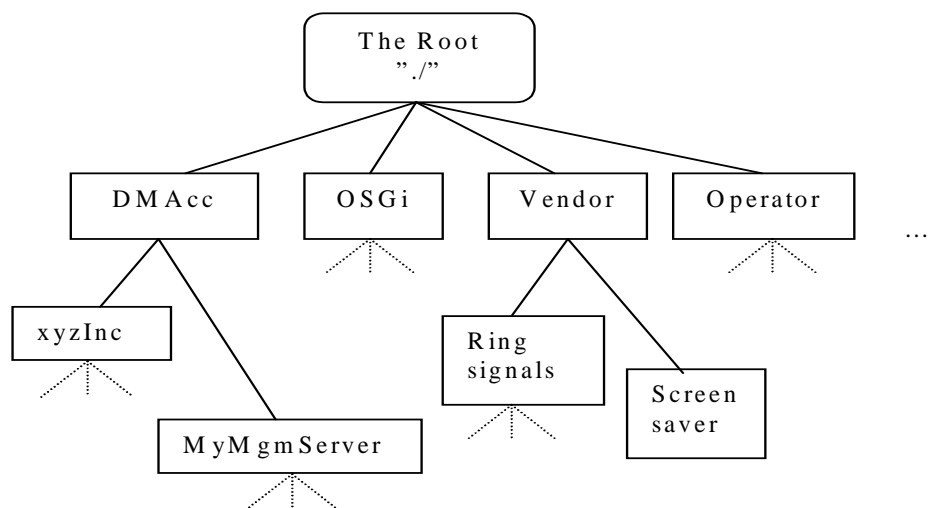 The Root
”./”
DMAcc
OSGi
Vendor
Operator
...
xyzInc
Ring
signals
Screen
saver
MyMgmServer